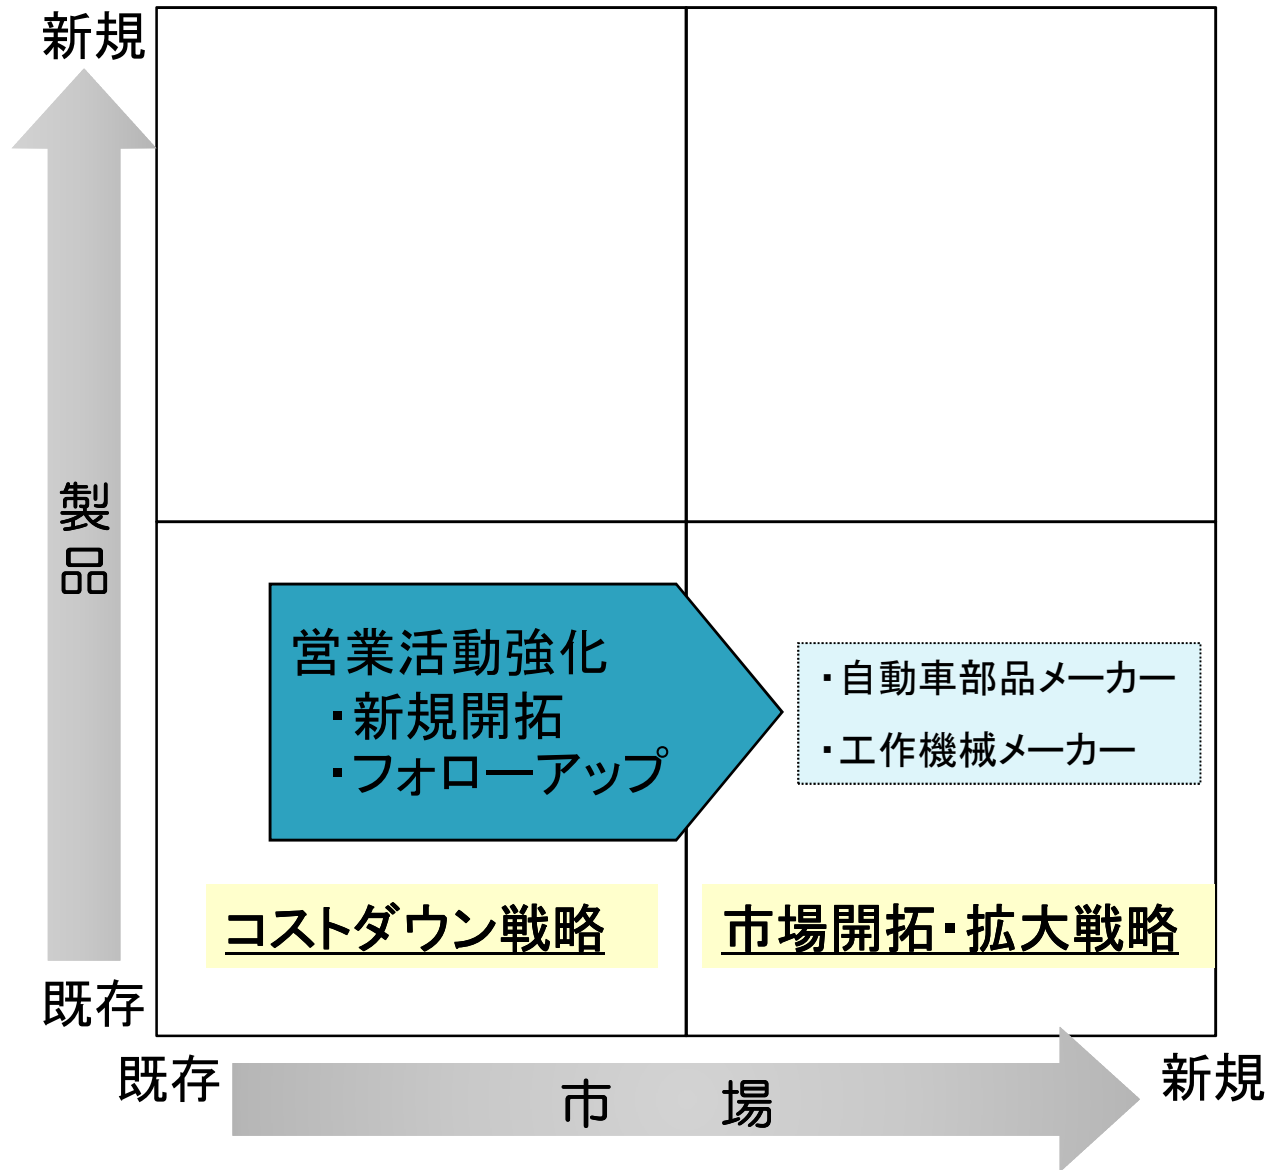 新規
製品
営業活動強化
・新規開拓
・フォローアップ
・自動車部品メーカー
・工作機械メーカー
コストダウン戦略
市場開拓・拡大戦略
既存
既存
市　場
新規